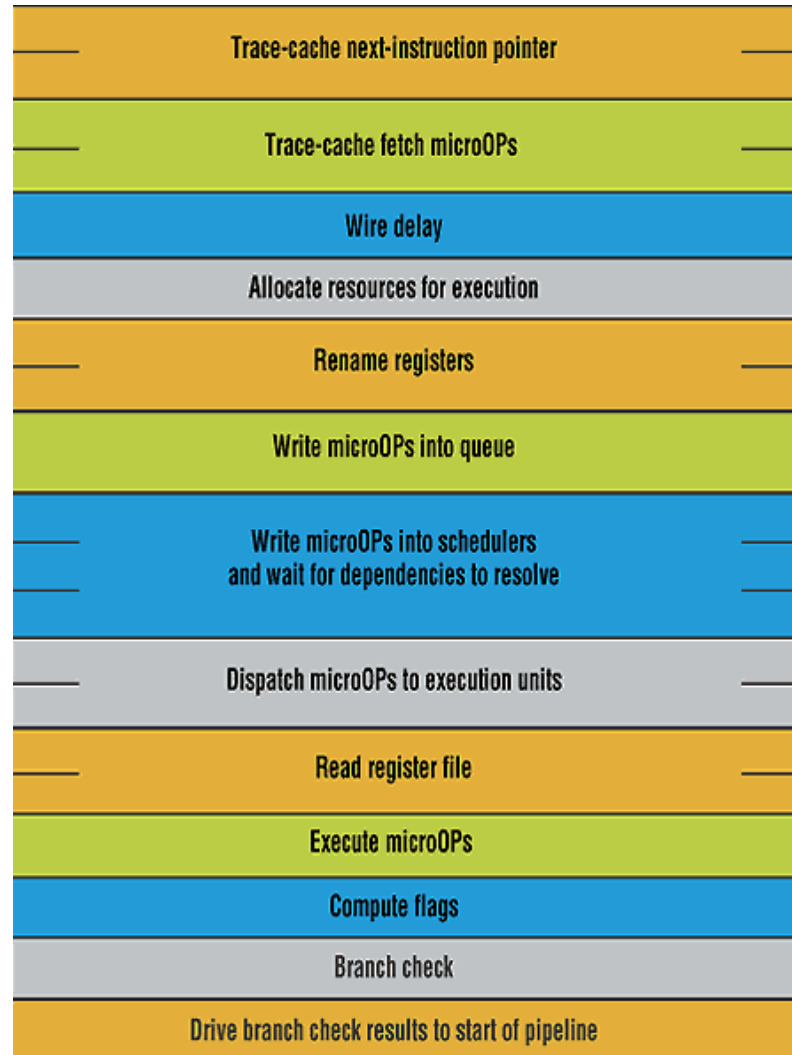 Trace-cache next-instruction pointer
Trace-cache fetch microOPs
Wire delay
Allocate resources for execution
Rename registers
Write microOPs into queue
Write microOPs into schedulers
and wait for dependencies to resolve
Dispatch microOPs to execution units
Read register file
Execute microOPs
Compute flags
Branch check
Drive branch check results to start of pipeline